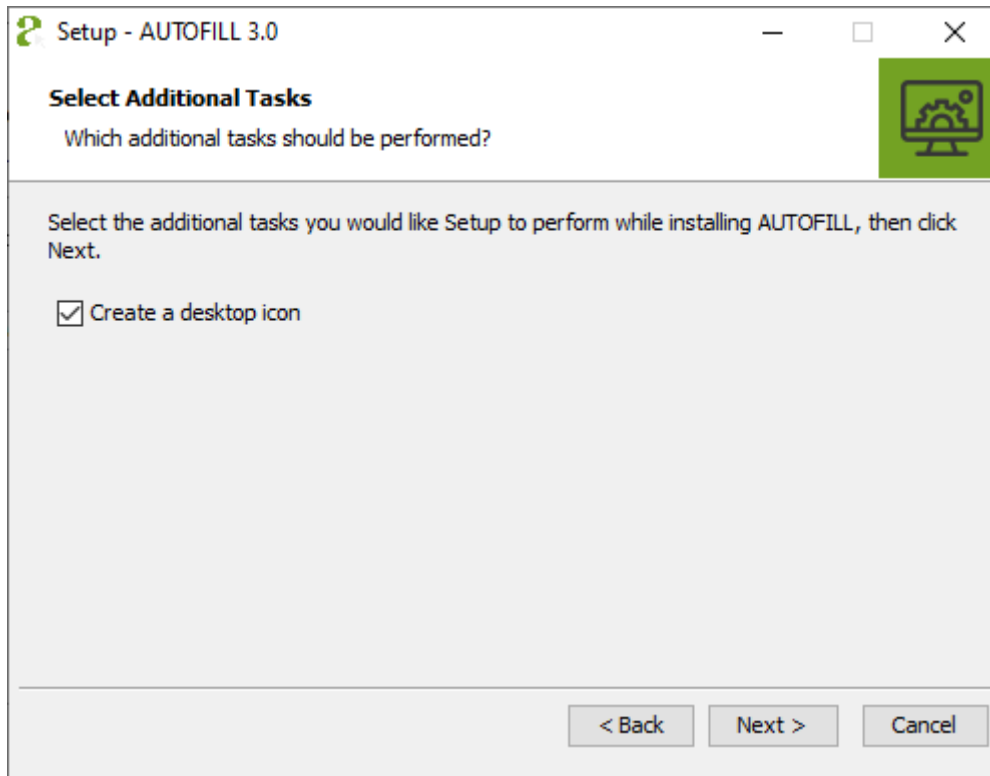 Setup - AUTOFILL 3.0
Select Additional Tasks
Which additional tasks should be performed?
Select the additional tasks you would like Setup to perform while installing AUTOFILL, then click
Next.
Create a desktop icon
< Back
Next >
Cancel